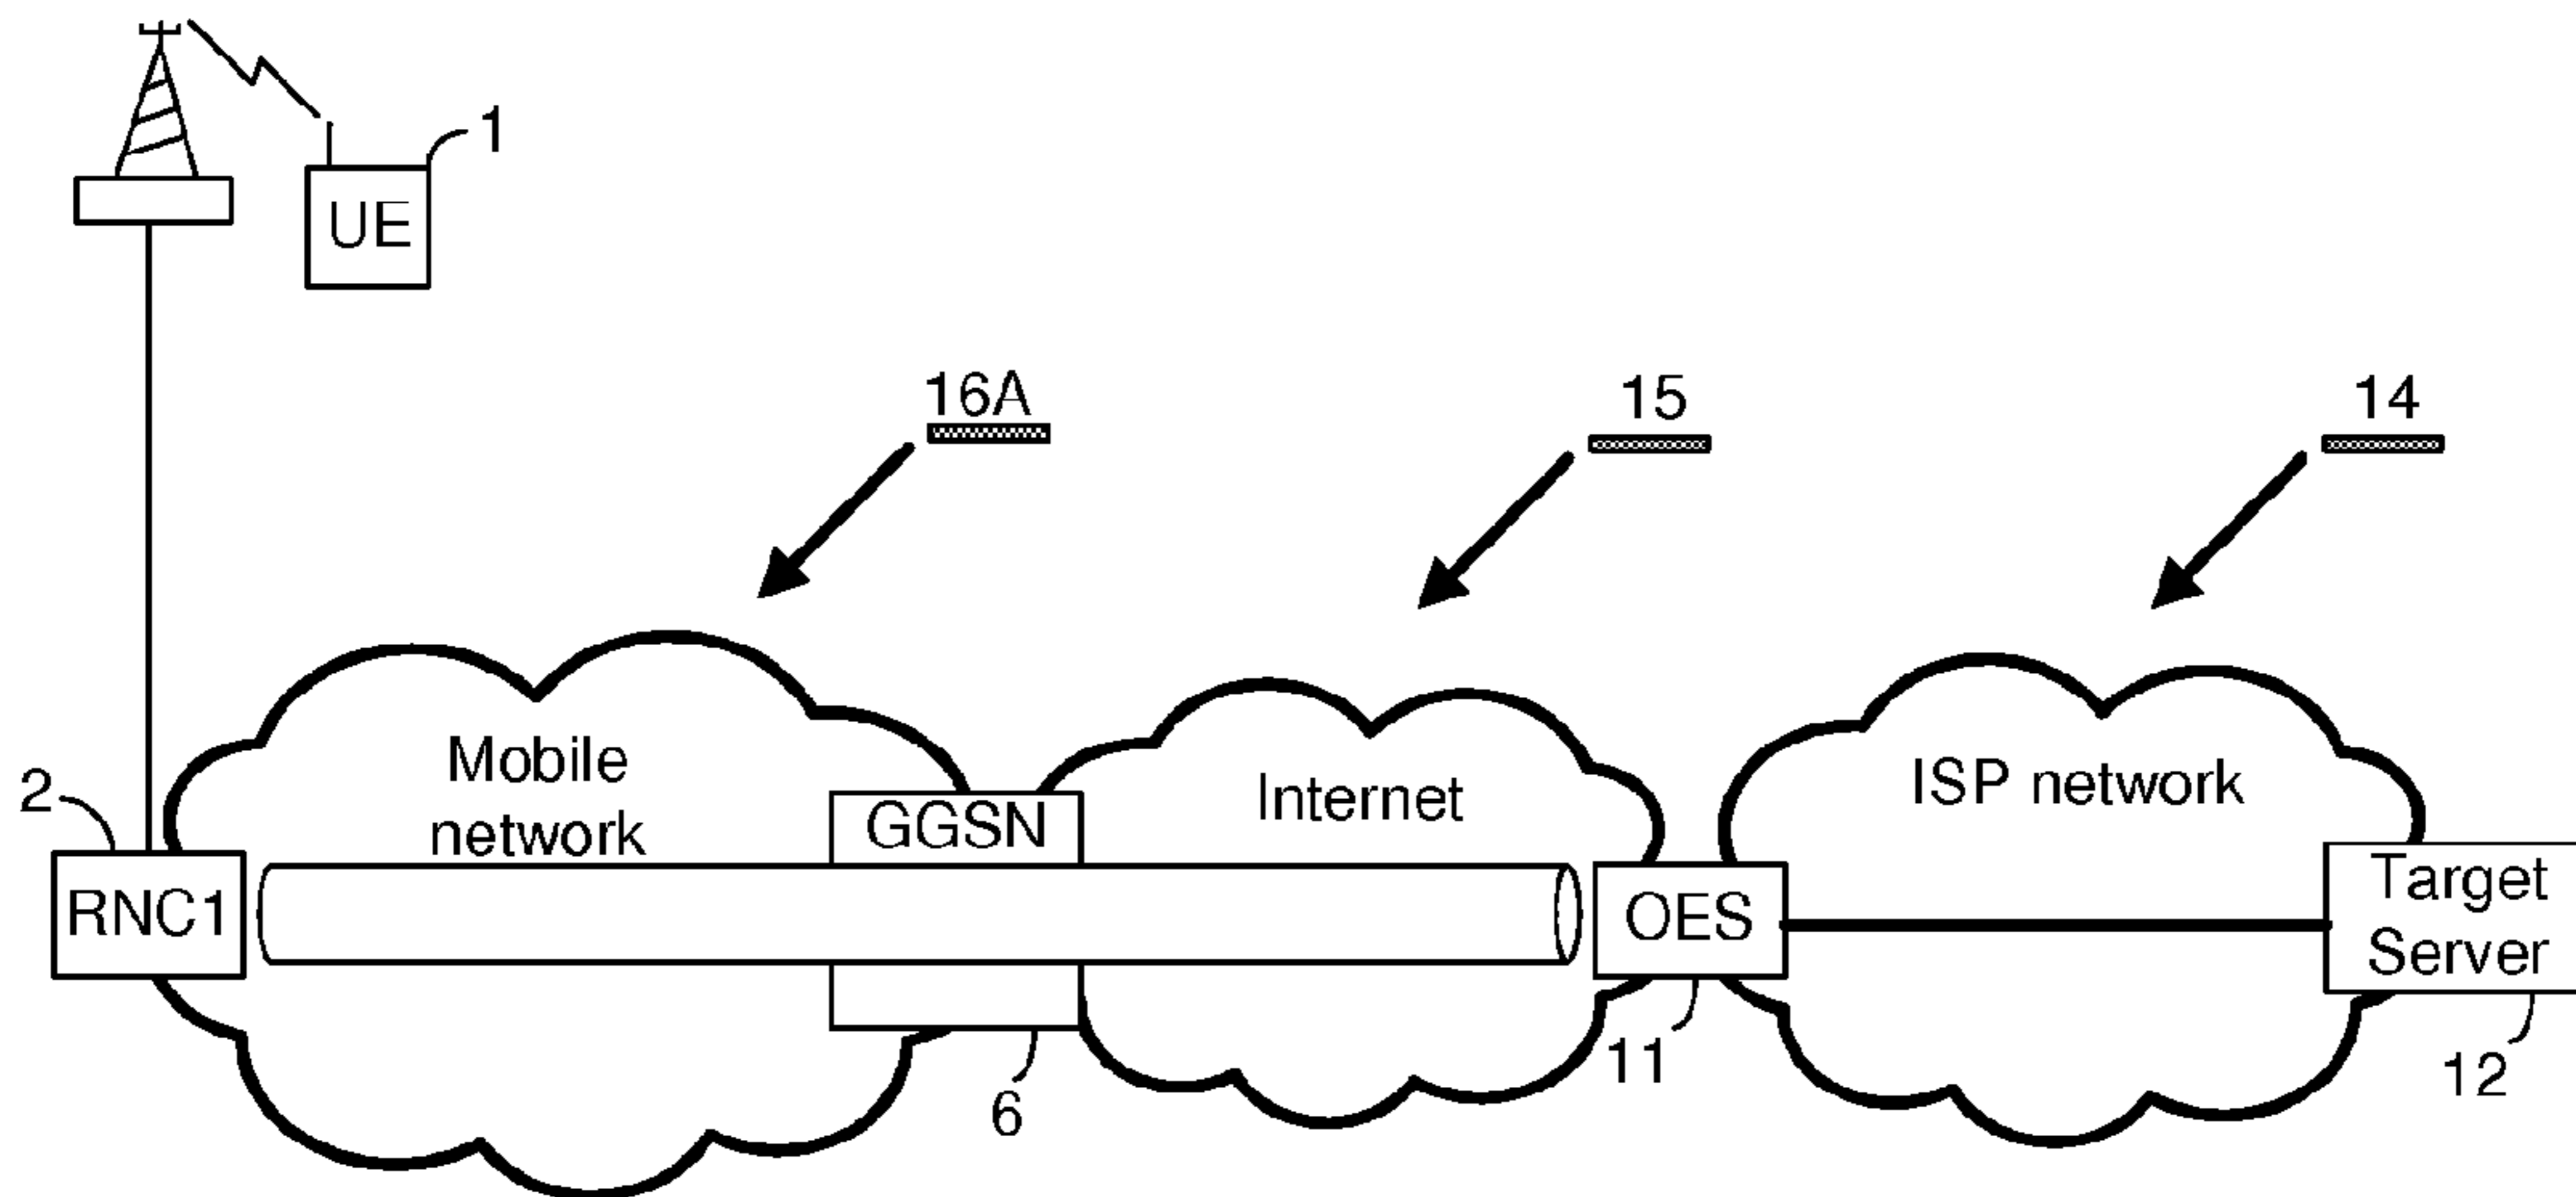 1
UE
16A
15
14
Mobile
network
Internet
ISP network
2
GGSN
RNC1
OES
Target
Server
11
12
6